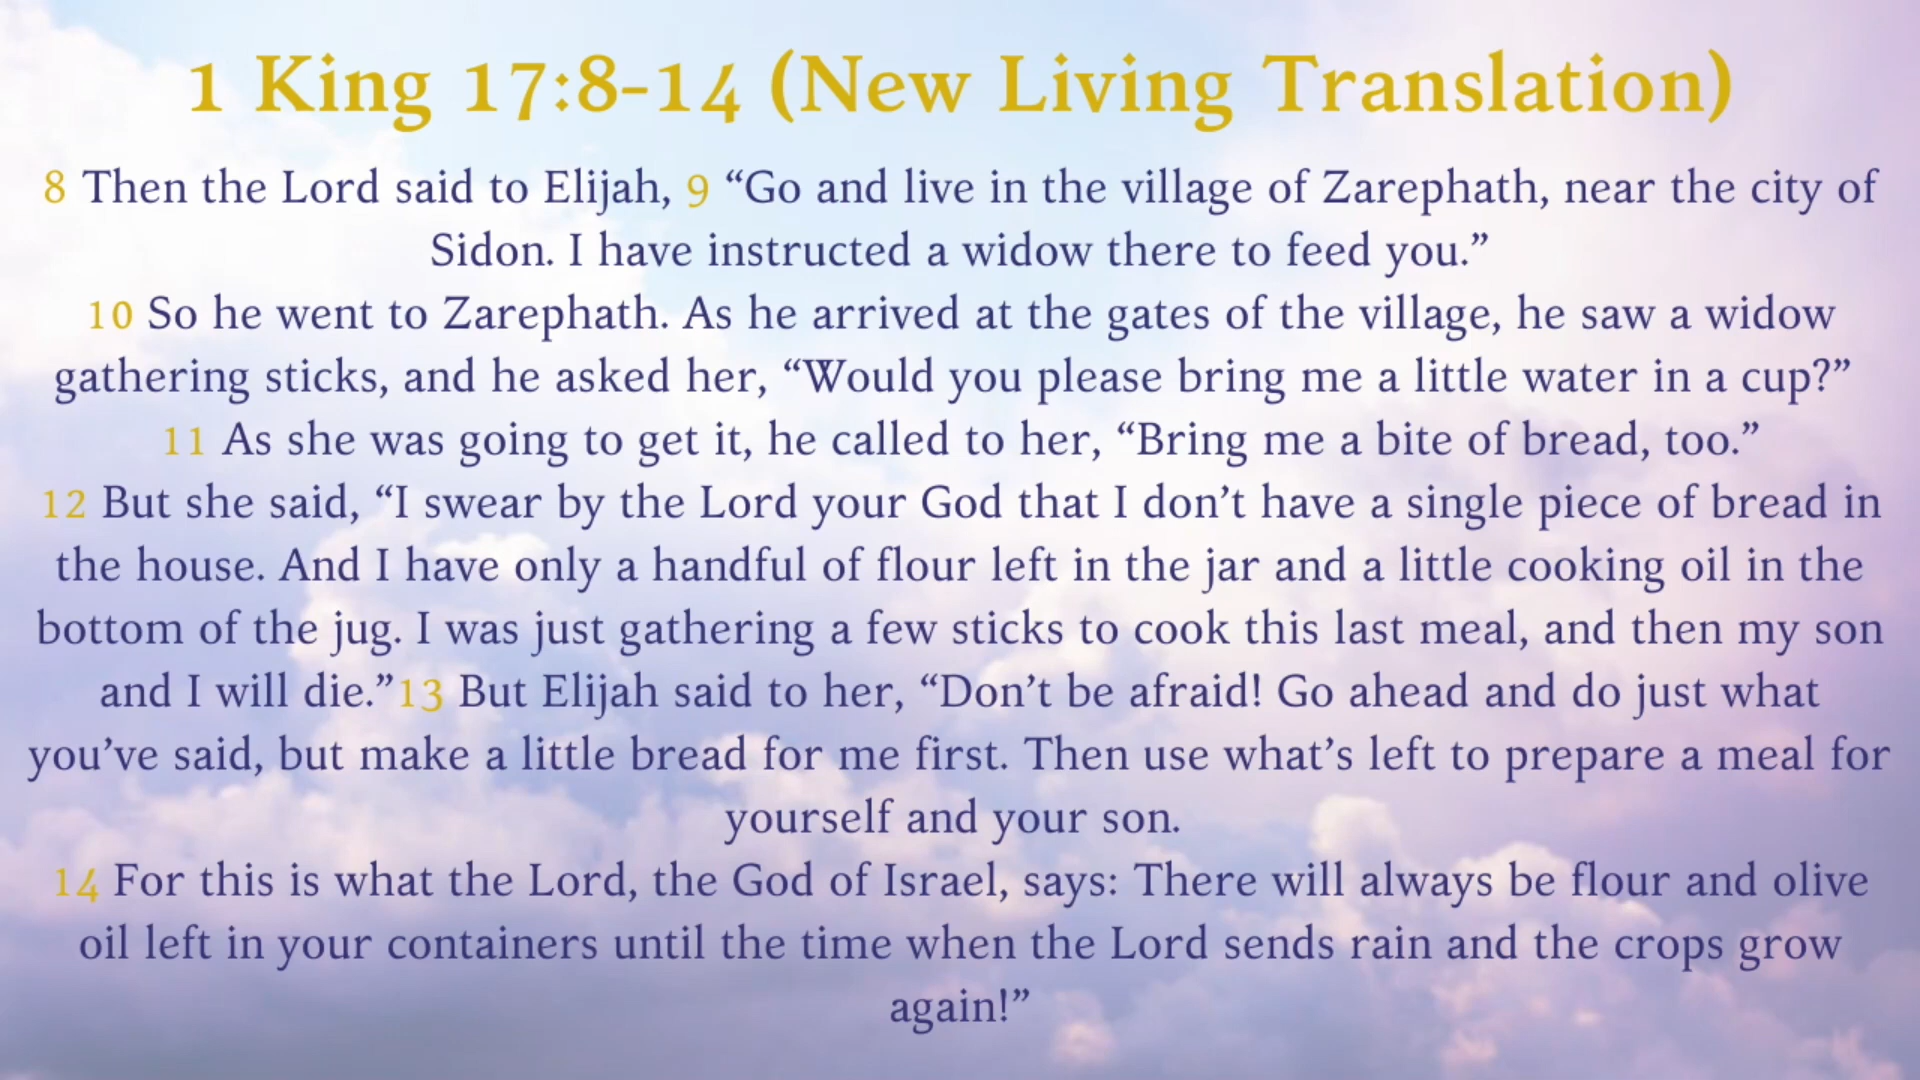 1 King 17:8-14 (New Living Translation)
8 Then the Lord said to Elijah, 9 “Go and live in the village of Zarephath, near the city of
Sidon. I have instructed a widow there to feed you.”
10 So he went to Zarephath. As he arrived at the gates of the village, he saw a widow
gathering sticks, and he asked her, “Would you please bring me a little water in a cup?”
11 As she was going to get it, he called to her, “Bring me a bite of bread, too.”
12 But she said, “I swear by the Lord your God that I don’t have a single piece of bread in
the house. And I have only a handful of flour left in the jar and a little cooking oil in the
bottom of the jug. I was just gathering a few sticks to cook this last meal, and then my son
and I will die.”13 But Elijah said to her, “Don’t be afraid! Go ahead and do just what
you’ve said, but make a little bread for me first. Then use what’s left to prepare a meal for
yourself and your son.
14 For this is what the Lord, the God of Israel, says: There will always be flour and olive
oil left in your containers until the time when the Lord sends rain and the crops grow
again!”